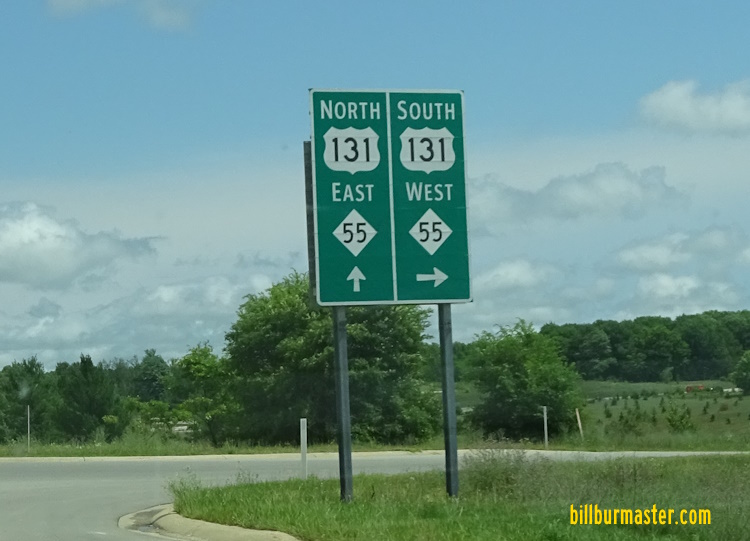 NORTH
131
EAST
55
SOUTH
131
WEST
55
billburmaster.com